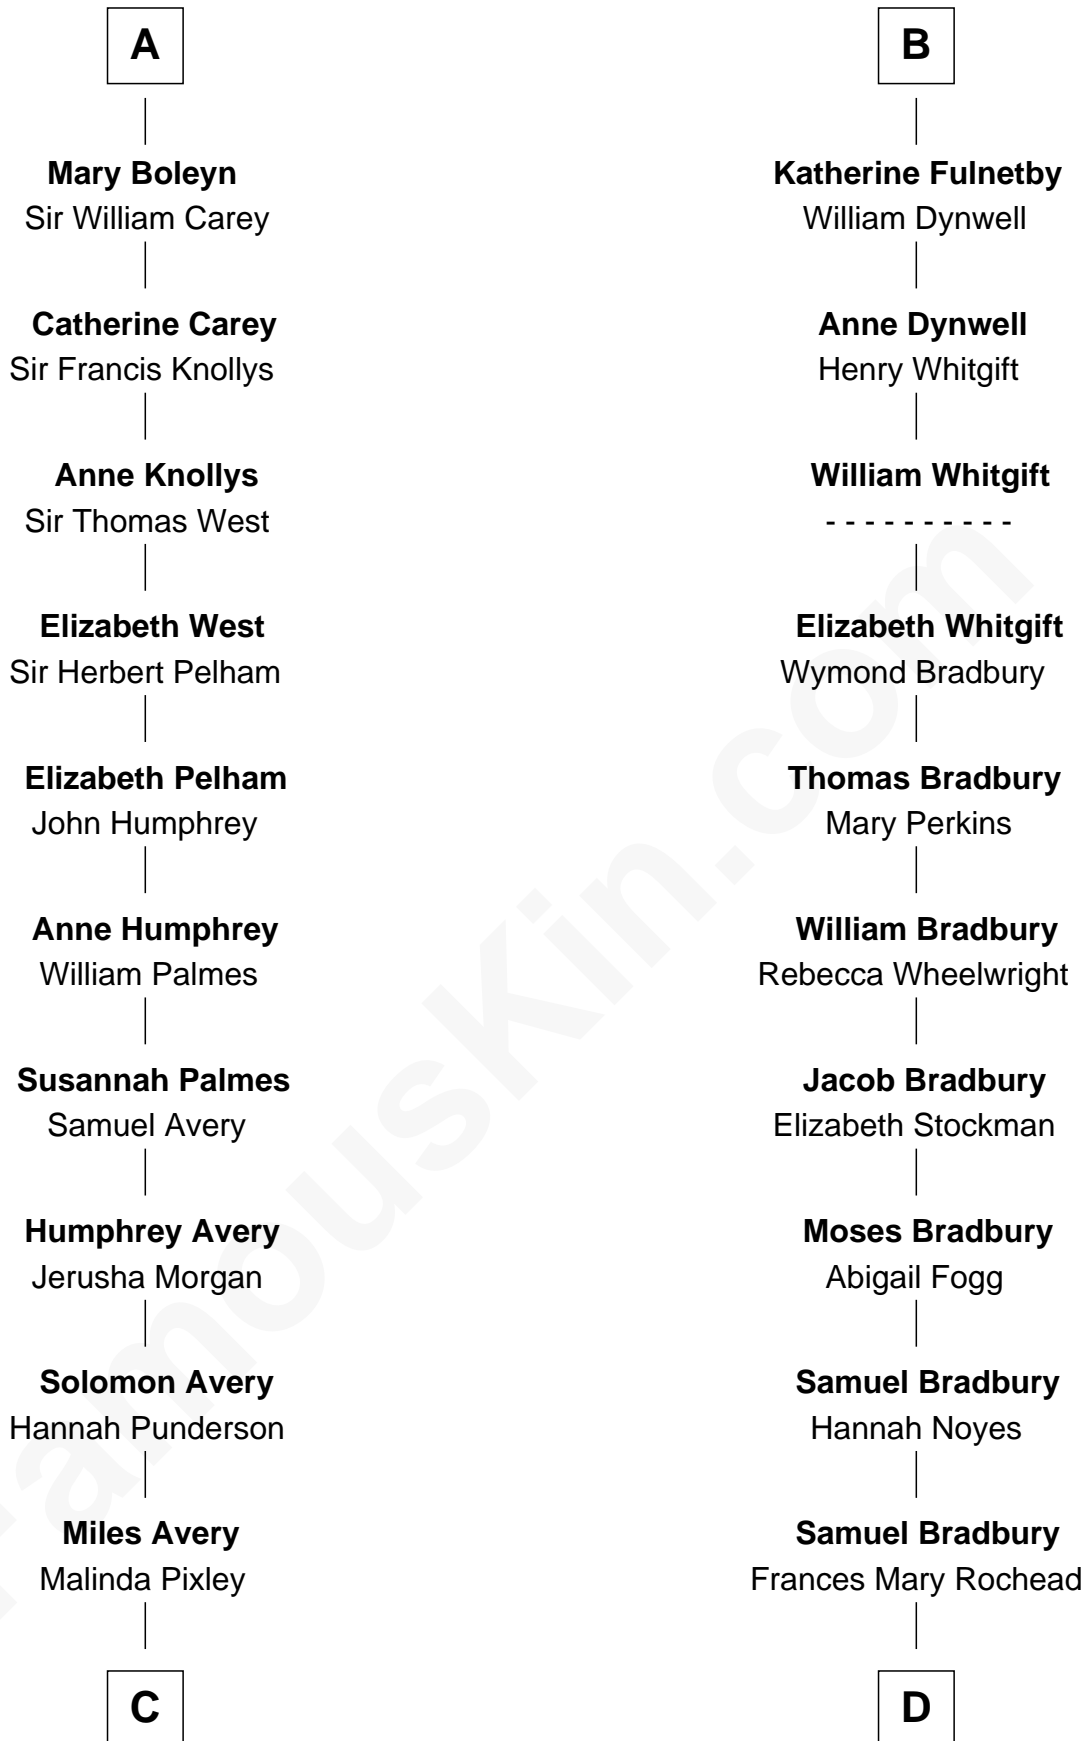 A
Mary Boleyn
Sir William Carey
Catherine Carey
Sir Francis Knollys
Anne Knollys
Sir Thomas West
Elizabeth West
Sir Herbert Pelham
Elizabeth Pelham
John Humphrey
Anne Humphrey
William Palmes
Susannah Palmes
Samuel Avery
Humphrey Avery
Jerusha Morgan
Solomon Avery
Hannah Punderson
Miles Avery
Malinda Pixley
C
B
Katherine Fulnetby
William Dynwell
Anne Dynwell
Henry Whitgift
William Whitgift
- - - - - - - - - -
Elizabeth Whitgift
Wymond Bradbury
Thomas Bradbury
Mary Perkins
William Bradbury
Rebecca Wheelwright
Jacob Bradbury
Elizabeth Stockman
Moses Bradbury
Abigail Fogg
Samuel Bradbury
Hannah Noyes
Samuel Bradbury
Frances Mary Rochead
D
FamousKin.com